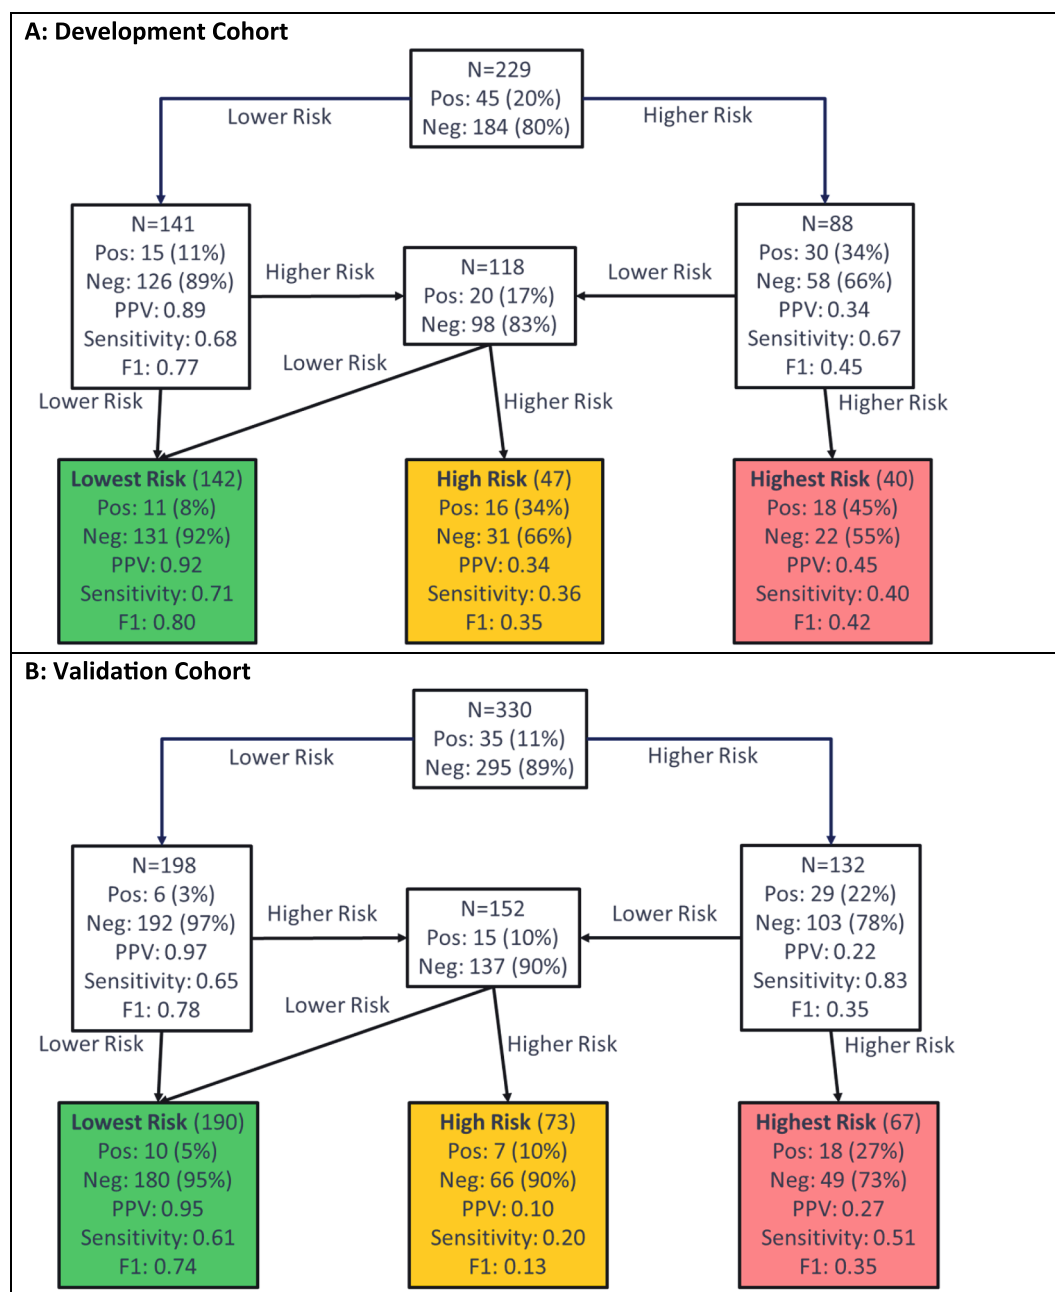 A: Development Cohort
N=229
Pos: 45 (20%)
Neg: 184 (80%)
Lower Risk
Higher Risk
N=141
Pos: 15 (11%)
Neg: 126 (89%)
PPV: 0.89
Sensitivity: 0.68
F1: 0.77
Higher Risk
N=118
Pos: 20 (17%)
Neg: 98 (83%)
Lower Risk
N=88
Pos: 30 (34%)
Neg: 58 (66%)
PPV: 0.34
Sensitivity: 0.67
F1: 0.45
Lower Risk
Lower Risk
Higher Risk
Higher Risk
Lowest Risk (142)
Pos: 11 (8%)
Neg: 131 (92%)
PPV: 0.92
Sensitivity: 0.71
F1: 0.80
High Risk (47)
Pos: 16 (34%)
Neg: 31 (66%)
PPV: 0.34
Sensitivity: 0.36
F1: 0.35
Highest Risk (40)
Pos: 18 (45%)
Neg: 22 (55%)
PPV: 0.45
Sensitivity: 0.40
F1: 0.42
B: Validation Cohort
N=330
Pos: 35 (11%)
Neg: 295 (89%)
Lower Risk
Higher Risk
N=198
Pos: 6 (3%)
Neg: 192 (97%)
PPV: 0.97
Sensitivity: 0.65
F1: 0.78
Higher Risk
N=152
Pos: 15 (10%)
Neg: 137 (90%)
Lower Risk
N=132
Pos: 29 (22%)
Neg: 103 (78%)
PPV: 0.22
Sensitivity: 0.83
F1: 0.35
Lower Risk
Lower Risk
Higher Risk
Higher Risk
Lowest Risk (190)
Pos: 10 (5%)
Neg: 180 (95%)
PPV: 0.95
Sensitivity: 0.61
F1: 0.74
High Risk (73)
Pos: 7 (10%)
Neg: 66 (90%)
PPV: 0.10
Sensitivity: 0.20
F1: 0.13
Highest Risk (67)
Pos: 18 (27%)
Neg: 49 (73%)
PPV: 0.27
Sensitivity: 0.51
F1: 0.35